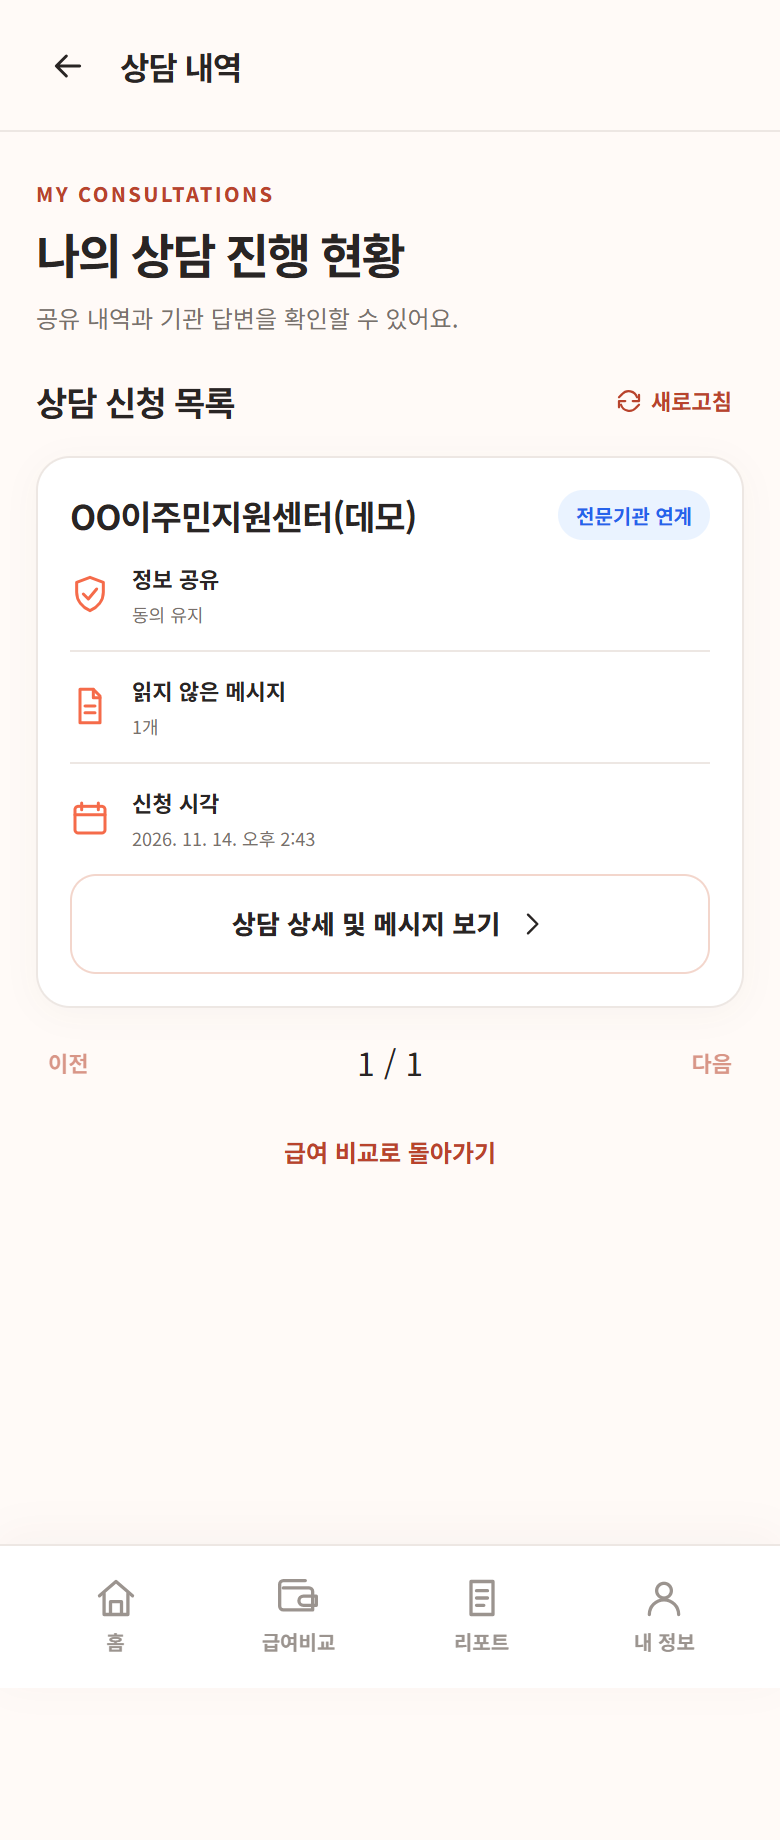 상담 내역
MY CONSULTATIONS
나의 상담 진행 현황
공유 내역과 기관 답변을 확인할 수 있어요.
상담 신청 목록
새로고침
OO이주민지원센터(데모)
전문기관 연계
정보 공유
동의 유지
읽지 않은 메시지
1개
신청 시각
2026. 11. 14. 오후 2:43
상담 상세 및 메시지 보기
이전
1 / 1
다음
급여 비교로 돌아가기
홈
급여비교
리포트
내 정보